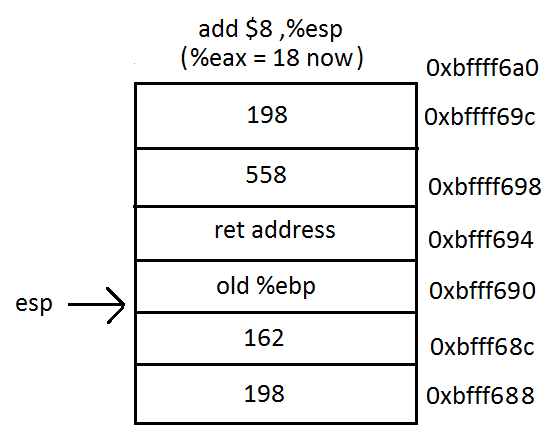 add $8 ,%esp
(%eax = 18 now)
0xbffff6a0
198
0xbffff69c
558
0xbffff698
ret address
0xbfff694
old %ebp
0xbfff690
esp
162
0xbfff68c
198
0xbfff688